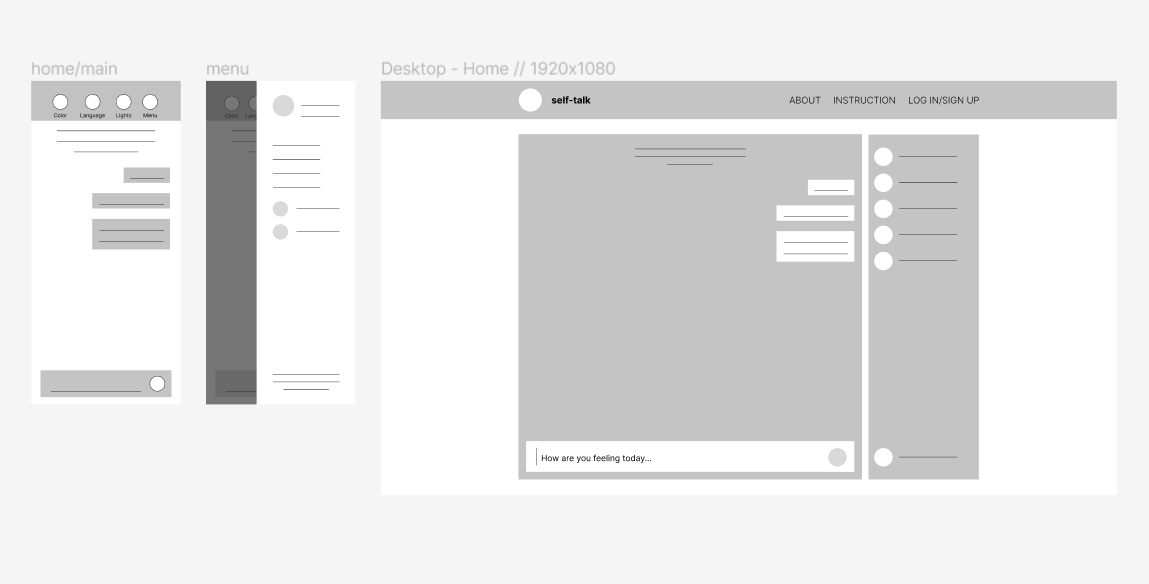 home/main
menu
Desktop - Home // 1920x1080
Color Language Lights Menu
Color Lang
self-talk ABOUT INSTRUCTION LOG IN/SIGN UP
How are you feeling today...